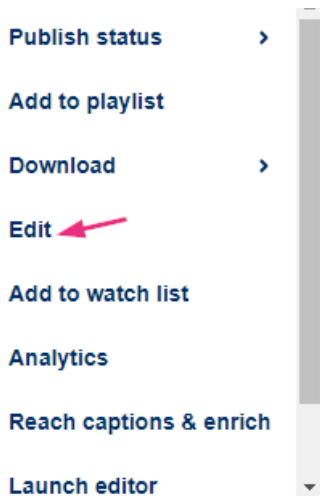 Publish status
Add to playlist
Download
Edit
Add to watch list
Analytics
Reach captions & enrich
Launch editor